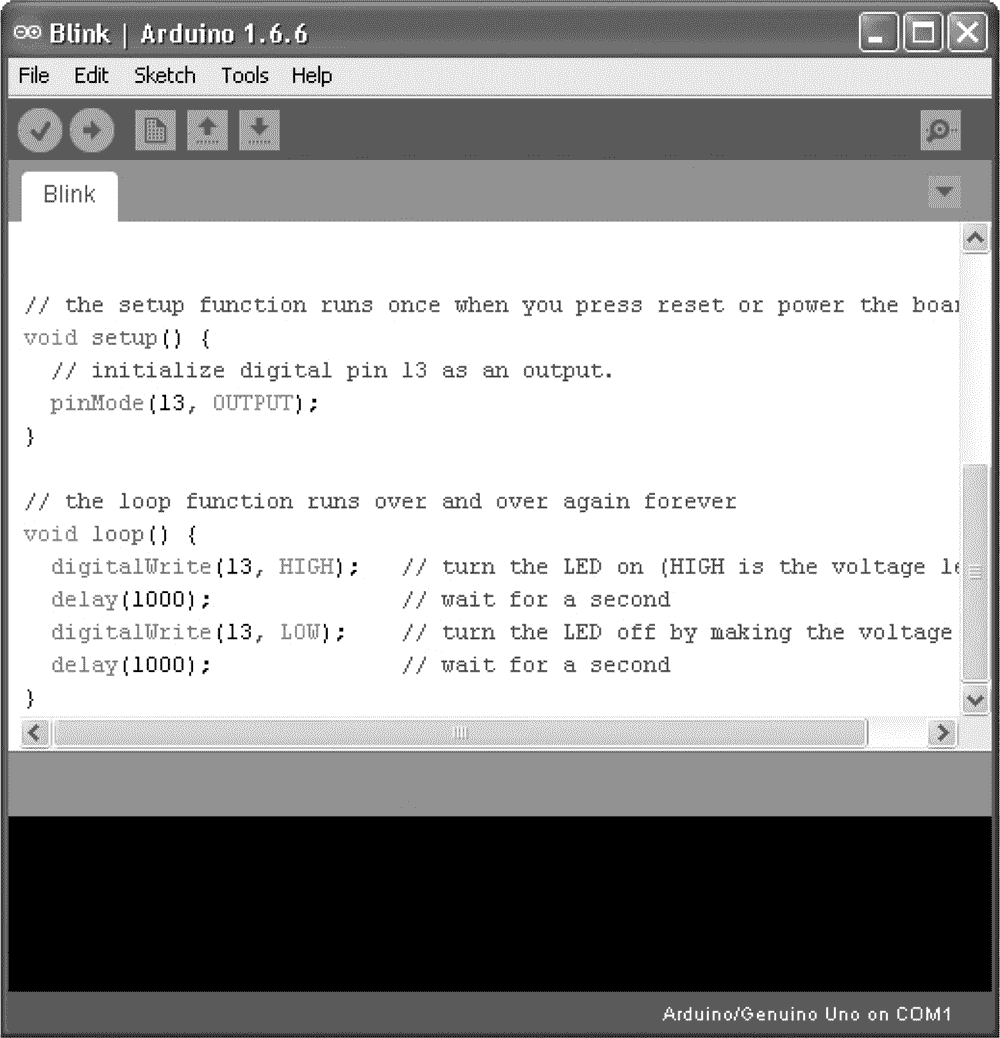 Blink | Arduino 1.6.6
File Edit Sketch Tools Help
Blink
// the setup function runs once when you press reset or power the boar
void setup() {
  // initialize digital pin 13 as an output.
  pinMode(13, OUTPUT);
}
// the loop function runs over and over again forever
void loop() {
  digitalWrite(13, HIGH);   // turn the LED on (HIGH is the voltage le
  delay(1000);              // wait for a second
  digitalWrite(13, LOW);    // turn the LED off by making the voltage
  delay(1000);              // wait for a second
}
Arduino/Genuino Uno on COM1